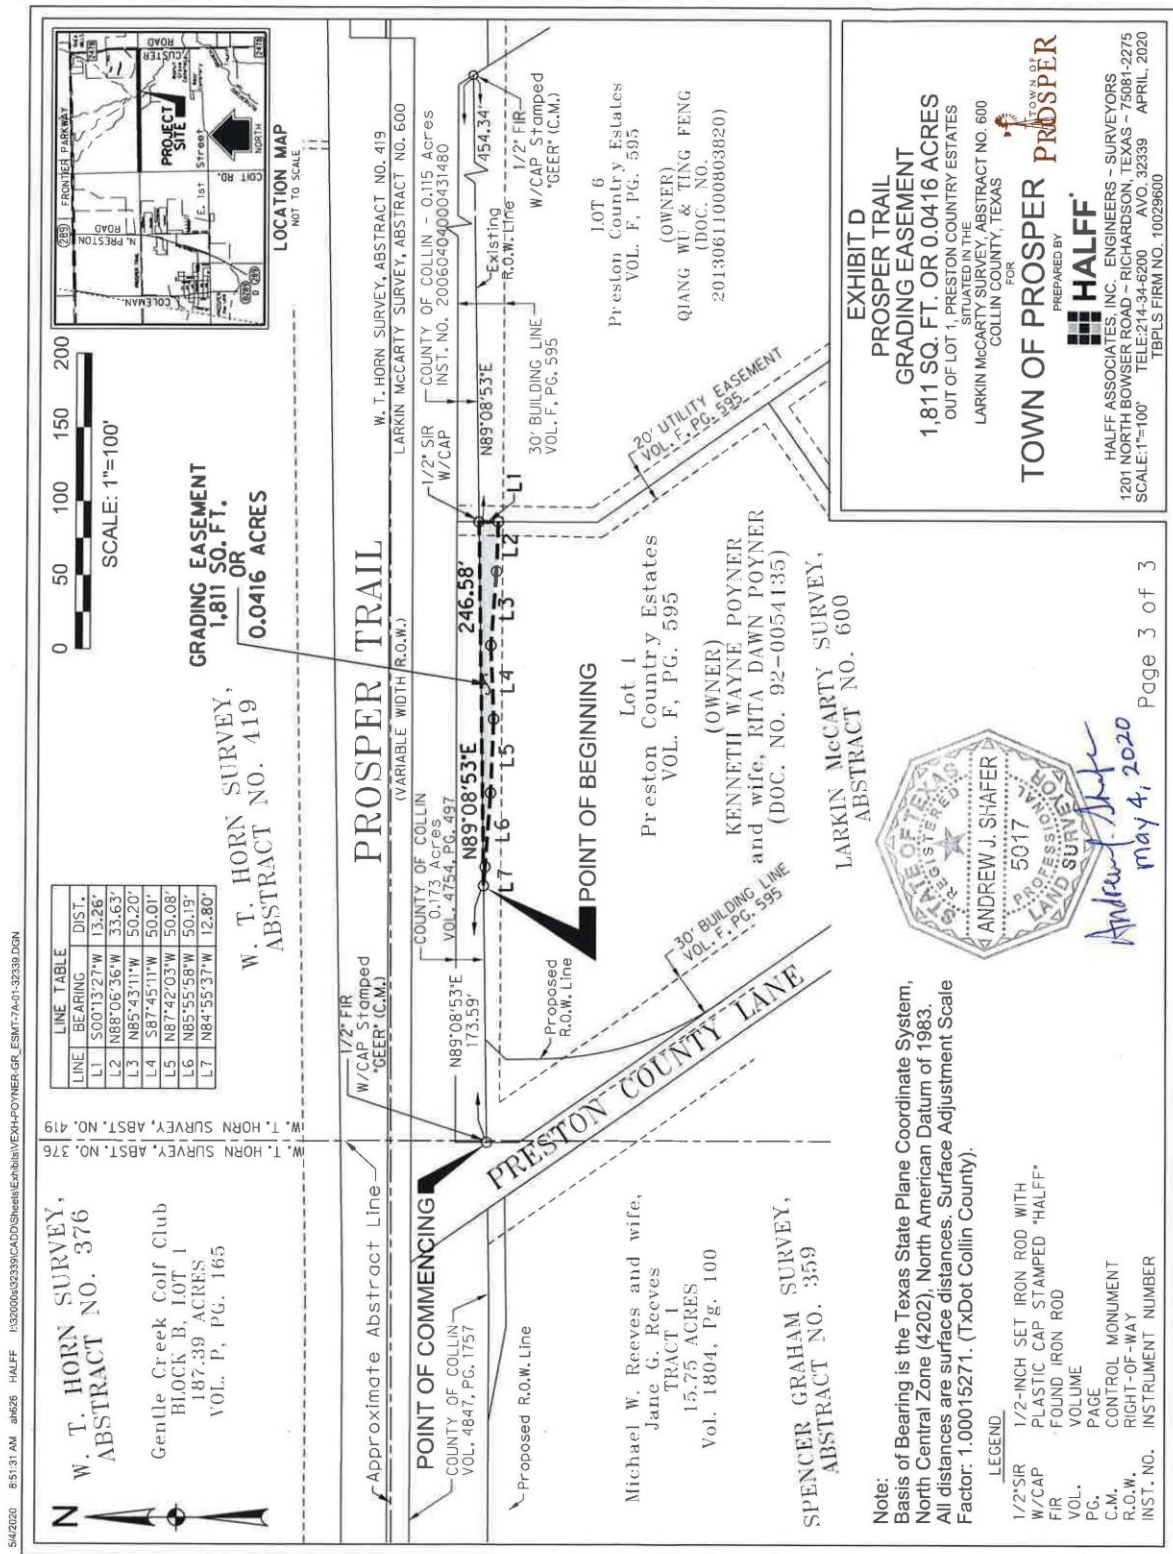 5/4/2020 8:51:31 AM ah626 HALFF I:\32000s\32339\CADD\Sheets\Exhibits\VEXH-POYNER-GR_ESMT-7A-01-32339.DGN
N
W. T. HORN SURVEY,
ABSTRACT NO. 376
Gentle Creek Golf Club
BLOCK B, LOT 1
187.39 ACRES
VOL. P, PG. 165
W. T. HORN SURVEY, ABST. NO. 376
W. T. HORN SURVEY, ABST. NO. 419
LINE TABLE
LINE BEARING DIST.
L1 S00°13'27"W 13.26'
L2 N88°06'36"W 33.63'
L3 N85°43'11"W 50.20'
L4 S87°45'11"W 50.01'
L5 N87°42'03"W 50.08'
L6 N85°55'58"W 50.19'
L7 N84°55'37"W 12.80'
W. T. HORN SURVEY,
ABSTRACT NO. 419
GRADING EASEMENT
1,811 SQ. FT.
OR
0.0416 ACRES
0 50 100 150 200
SCALE: 1"=100'
FRONTIER PARKWAY
289
2478
N. PRESTON
ROAD
COLEMAN
PROSPER TRAIL
COIT RD.
CUSTER
ROAD
PROJECT
SITE
E. 1st Street
NORTH
2478
LOCATION MAP
NOT TO SCALE
Approximate Abstract Line
1/2" FIR
W/CAP Stamped
"GEER" (C.M.)
PROSPER TRAIL
(VARIABLE WIDTH R.O.W.)
W. T. HORN SURVEY, ABSTRACT NO. 419
LARKIN McCARTY SURVEY, ABSTRACT NO. 600
POINT OF COMMENCING
COUNTY OF COLLIN
VOL. 4847, PG. 1757
Proposed R.O.W. Line
COUNTY OF COLLIN
0.173 Acres
VOL. 4754, PG. 497
N89°08'53"E
173.59'
N89°08'53"E
246.58'
L7 L6 L5 L4 L3 L2 L1
1/2" SIR
W/CAP
COUNTY OF COLLIN - 0.115 Acres
INST. NO. 20060404000431480
N89°08'53"E
454.34'
Existing
R.O.W. Line
1/2" FIR
W/CAP Stamped
"GEER" (C.M.)
30' BUILDING LINE
VOL. F, PG. 595
POINT OF BEGINNING
Proposed
R.O.W. Line
30' BUILDING LINE
VOL. F, PG. 595
PRESTON COUNTY LANE
Michael W. Reeves and wife,
Jane G. Reeves
TRACT 1
15.75 ACRES
Vol. 1804, Pg. 100
SPENCER GRAHAM SURVEY,
ABSTRACT NO. 359
Lot 1
Preston Country Estates
VOL. F, PG. 595
(OWNER)
KENNETH WAYNE POYNER
and wife, RITA DAWN POYNER
(DOC. NO. 92-0054135)
LARKIN McCARTY SURVEY,
ABSTRACT NO. 600
20' UTILITY EASEMENT
VOL. F, PG. 595
LOT 6
Preston Country Estates
VOL. F, PG. 595
(OWNER)
QIANG WU & TING FENG
(DOC. NO.
20130611000803820)
Note:
Basis of Bearing is the Texas State Plane Coordinate System,
North Central Zone (4202), North American Datum of 1983.
All distances are surface distances. Surface Adjustment Scale
Factor: 1.00015271. (TxDot Collin County).
LEGEND
1/2"SIR 1/2-INCH SET IRON ROD WITH
W/CAP PLASTIC CAP STAMPED "HALFF"
FIR FOUND IRON ROD
VOL. VOLUME
PG. PAGE
C.M. CONTROL MONUMENT
R.O.W. RIGHT-OF-WAY
INST. NO. INSTRUMENT NUMBER
STATE OF TEXAS
REGISTERED
ANDREW J. SHAFER
5017
PROFESSIONAL
LAND SURVEYOR
Andrew J. Shafer
May 4, 2020
Page 3 of 3
EXHIBIT D
PROSPER TRAIL
GRADING EASEMENT
1,811 SQ. FT. OR 0.0416 ACRES
OUT OF LOT 1, PRESTON COUNTRY ESTATES
SITUATED IN THE
LARKIN McCARTY SURVEY, ABSTRACT NO. 600
COLLIN COUNTY, TEXAS
FOR
TOWN OF PROSPER
TOWN OF
PROSPER
PREPARED BY
HALFF
HALFF ASSOCIATES, INC. ENGINEERS ~ SURVEYORS
1201 NORTH BOWSER ROAD ~ RICHARDSON, TEXAS ~ 75081-2275
SCALE:1"=100' TELE:214-34-6200 AVO. 32339 APRIL, 2020
TBPLS FIRM NO. 10029600